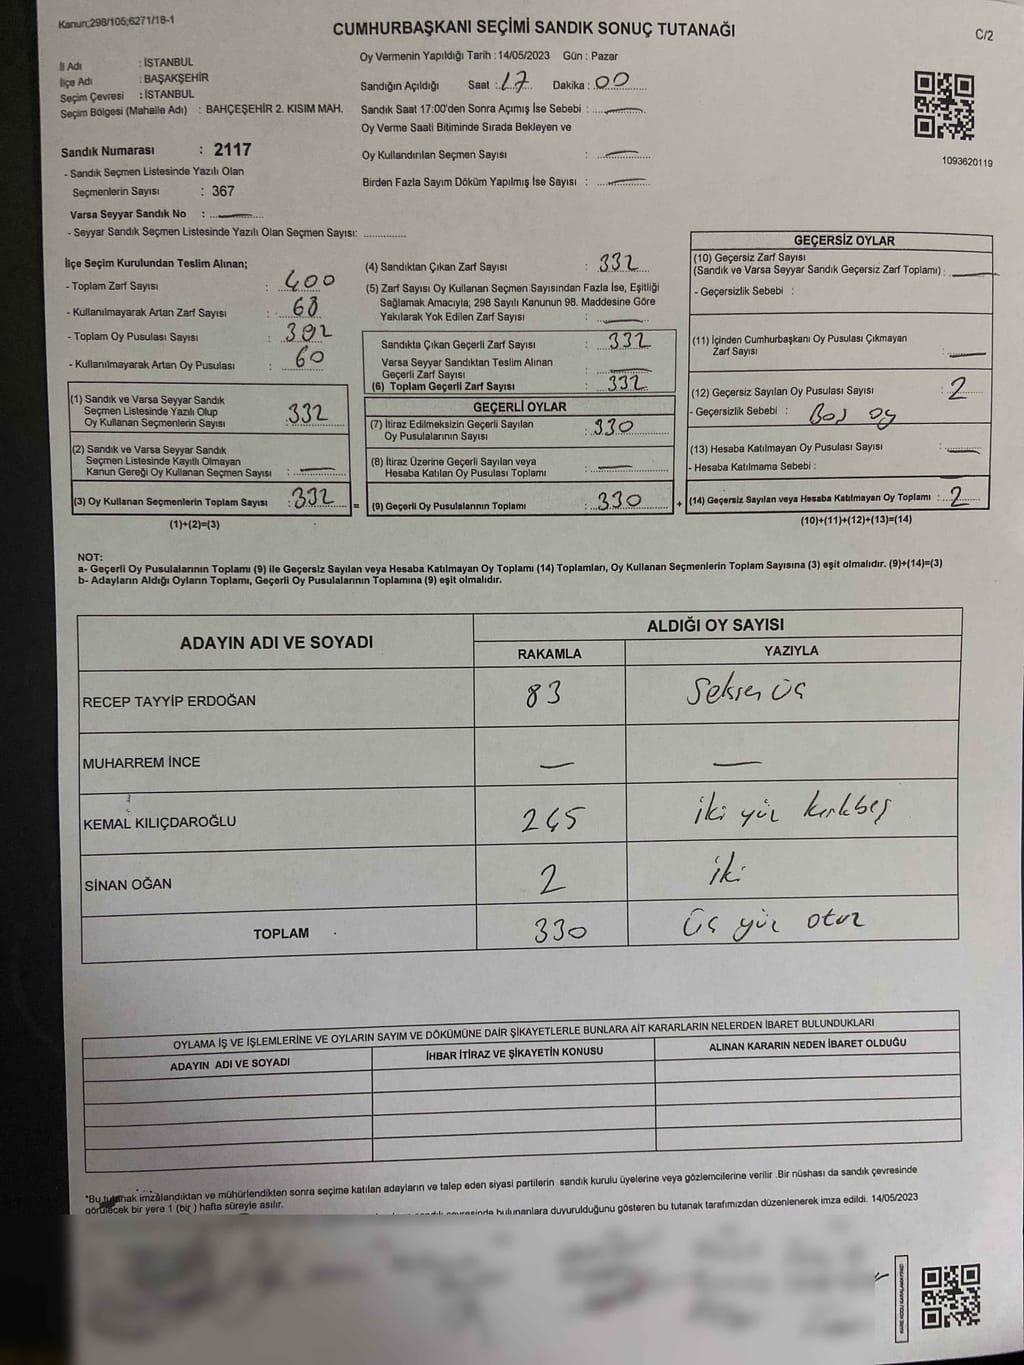 Kanun;298/105;6271/18-1
CUMHURBAŞKANI SEÇİMİ SANDIK SONUÇ TUTANAĞI
C/2
İl Adı : İSTANBUL
İlçe Adı : BAŞAKŞEHİR
Seçim Çevresi : İSTANBUL
Seçim Bölgesi (Mahalle Adı) : BAHÇEŞEHİR 2. KISIM MAH.
Sandık Numarası : 2117
- Sandık Seçmen Listesinde Yazılı Olan
Seçmenlerin Sayısı : 367
Varsa Seyyar Sandık No : —
- Seyyar Sandık Seçmen Listesinde Yazılı Olan Seçmen Sayısı: ..............
Oy Vermenin Yapıldığı Tarih : 14/05/2023 Gün : Pazar
Sandığın Açıldığı Saat : 17 Dakika : 00
Sandık Saat 17:00'den Sonra Açımış İse Sebebi : —
Oy Verme Saati Bitiminde Sırada Bekleyen ve
Oy Kullandırılan Seçmen Sayısı : —
Birden Fazla Sayım Döküm Yapılmış İse Sayısı : —
1093620119
İlçe Seçim Kurulundan Teslim Alınan;
- Toplam Zarf Sayısı : 400
- Kullanılmayarak Artan Zarf Sayısı : 68
- Toplam Oy Pusulası Sayısı : 392
- Kullanılmayarak Artan Oy Pusulası : 60
(1) Sandık ve Varsa Seyyar Sandık
Seçmen Listesinde Yazılı Olup
Oy Kullanan Seçmenlerin Sayısı : 332
(2) Sandık ve Varsa Seyyar Sandık
Seçmen Listesinde Kayıtlı Olmayan
Kanun Gereği Oy Kullanan Seçmen Sayısı : —
(3) Oy Kullanan Seçmenlerin Toplam Sayısı : 332
(1)+(2)=(3)
(4) Sandıktan Çıkan Zarf Sayısı : 332
(5) Zarf Sayısı Oy Kullanan Seçmen Sayısından Fazla İse, Eşitliği
Sağlamak Amacıyla; 298 Sayılı Kanunun 98. Maddesine Göre
Yakılarak Yok Edilen Zarf Sayısı : —
Sandıkta Çıkan Geçerli Zarf Sayısı : 332
Varsa Seyyar Sandıktan Teslim Alınan
Geçerli Zarf Sayısı : —
(6) Toplam Geçerli Zarf Sayısı : 332
GEÇERLİ OYLAR
(7) İtiraz Edilmeksizin Geçerli Sayılan
Oy Pusulalarının Sayısı : 330
(8) İtiraz Üzerine Geçerli Sayılan veya
Hesaba Katılan Oy Pusulası Toplamı : —
= (9) Geçerli Oy Pusulalarının Toplamı : 330 +
GEÇERSİZ OYLAR
(10) Geçersiz Zarf Sayısı
(Sandık ve Varsa Seyyar Sandık Geçersiz Zarf Toplamı) : —
- Geçersizlik Sebebi :
(11) İçinden Cumhurbaşkanı Oy Pusulası Çıkmayan
Zarf Sayısı : —
(12) Geçersiz Sayılan Oy Pusulası Sayısı : 2
- Geçersizlik Sebebi : Boş oy
(13) Hesaba Katılmayan Oy Pusulası Sayısı : —
- Hesaba Katılmama Sebebi :
(14) Geçersiz Sayılan veya Hesaba Katılmayan Oy Toplamı : 2
(10)+(11)+(12)+(13)=(14)
NOT:
a- Geçerli Oy Pusulalarının Toplamı (9) ile Geçersiz Sayılan veya Hesaba Katılmayan Oy Toplamı (14) Toplamları, Oy Kullanan Seçmenlerin Toplam Sayısına (3) eşit olmalıdır. (9)+(14)=(3)
b- Adayların Aldığı Oyların Toplamı, Geçerli Oy Pusulalarının Toplamına (9) eşit olmalıdır.
ADAYIN ADI VE SOYADI ALDIĞI OY SAYISI
RAKAMLA YAZIYLA
RECEP TAYYİP ERDOĞAN 83 Seksen üç
MUHARREM İNCE — —
KEMAL KILIÇDAROĞLU 245 iki yüz kırkbeş
SİNAN OĞAN 2 iki
TOPLAM 330 Üç yüz otuz
OYLAMA İŞ VE İŞLEMLERİNE VE OYLARIN SAYIM VE DÖKÜMÜNE DAİR ŞİKAYETLERLE BUNLARA AİT KARARLARIN NELERDEN İBARET BULUNDUKLARI
ADAYIN ADI VE SOYADI İHBAR İTİRAZ VE ŞİKAYETİN KONUSU ALINAN KARARIN NEDEN İBARET OLDUĞU
*Bu tutanak imzalandıktan ve mühürlendikten sonra seçime katılan adayların ve talep eden siyasi partilerin sandık kurulu üyelerine veya gözlemcilerine verilir .Bir nüshası da sandık çevresinde
görülecek bir yere 1 (bir ) hafta süreyle asılır.
bulunanlara duyurulduğunu gösteren bu tutanak tarafımızdan düzenlenerek imza edildi. 14/05/2023